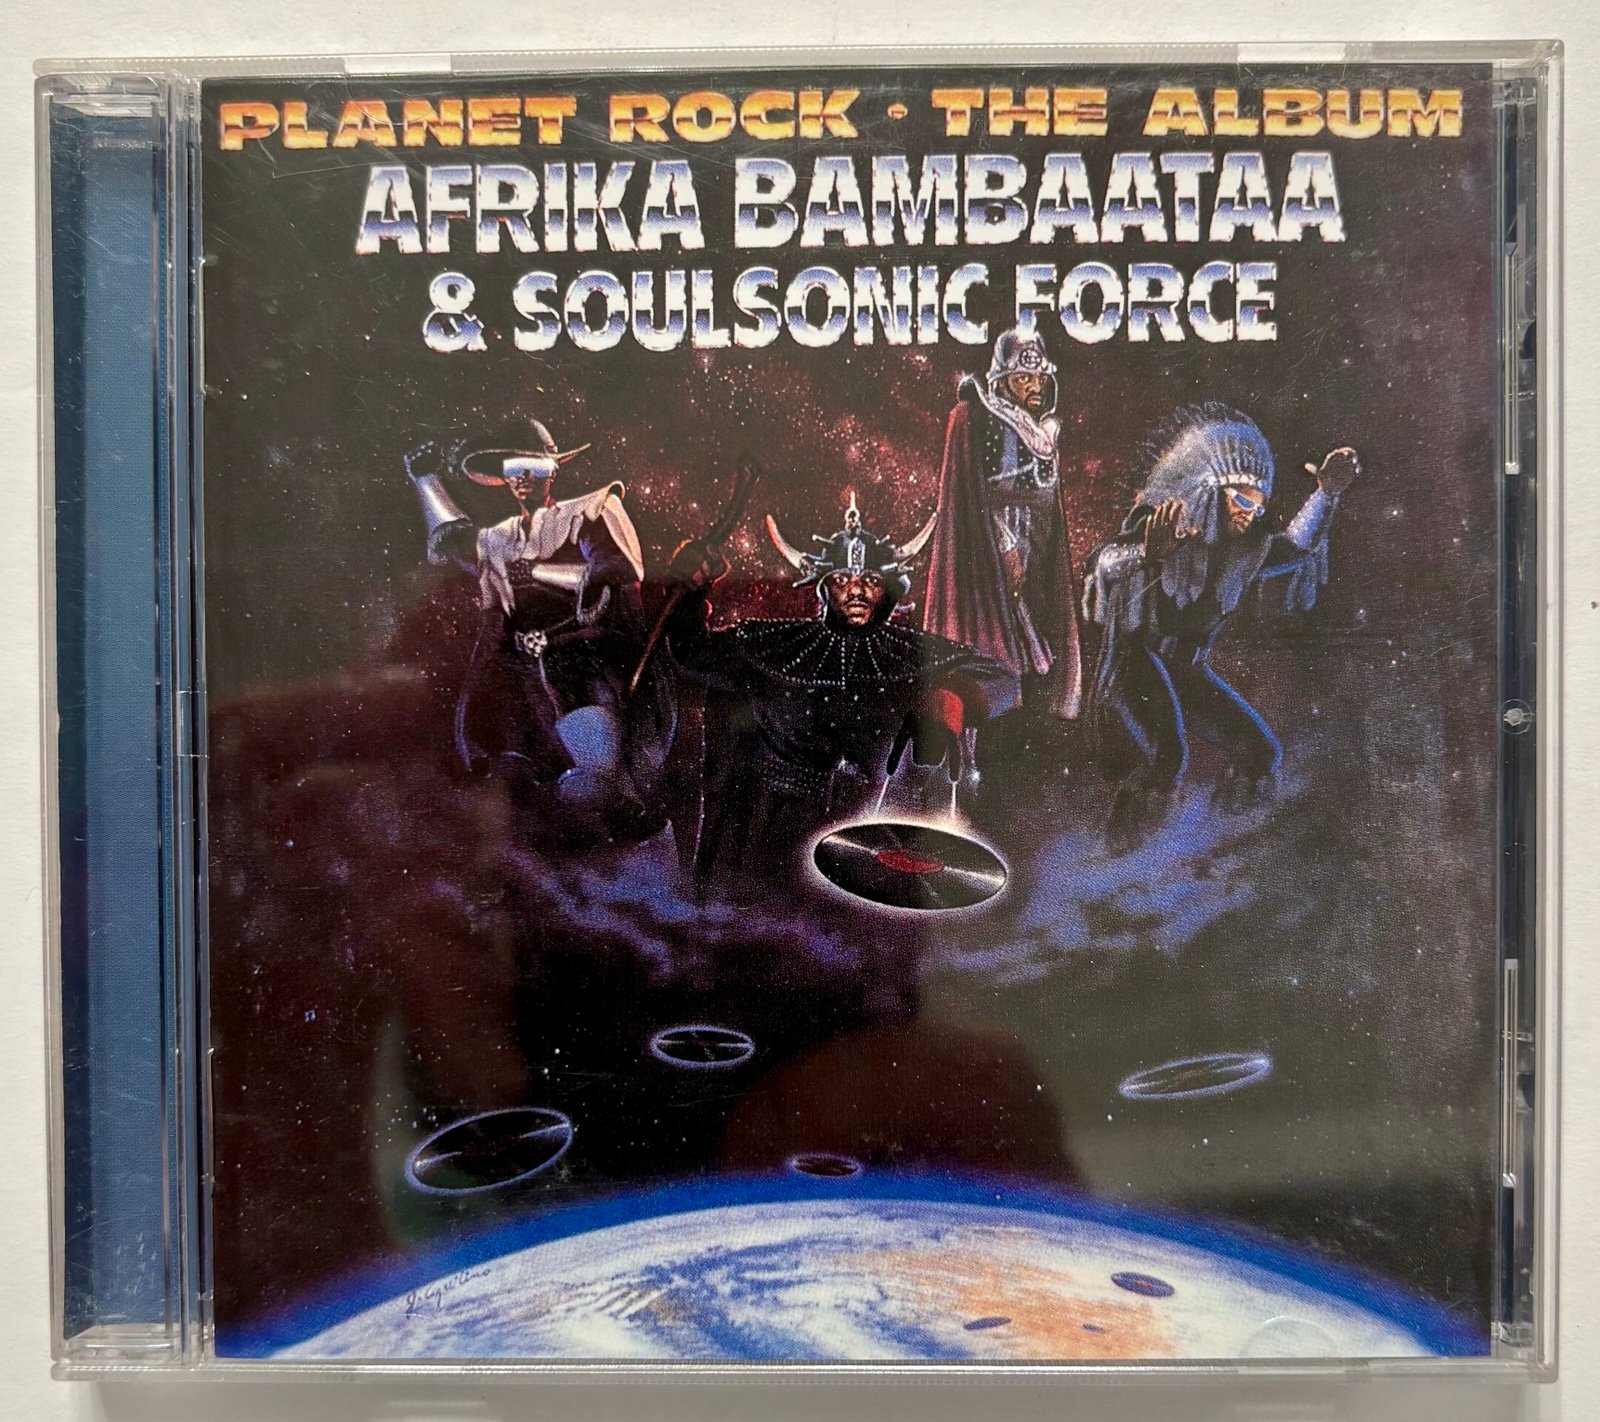 PLANET ROCK • THE ALBUM
AFRIKA BAMBAATAA
& SOULSONIC FORCE